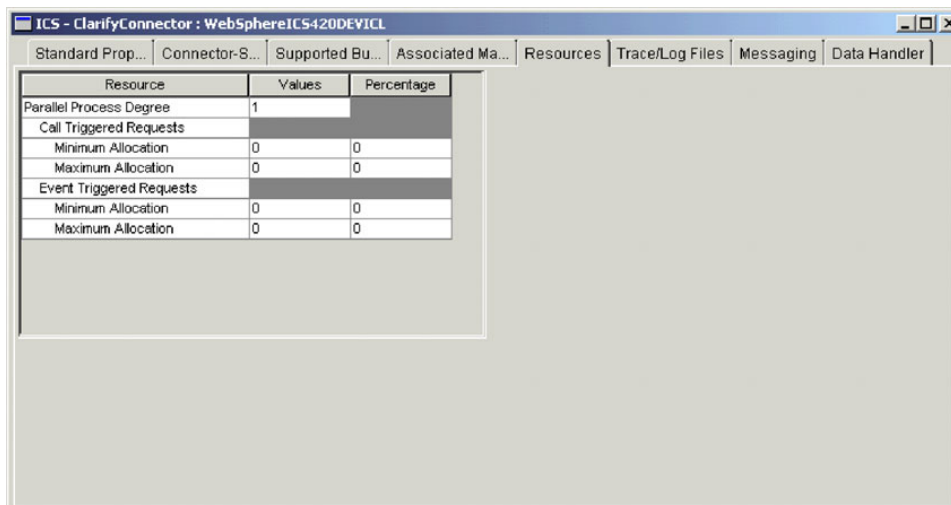 ICS - ClarifyConnector : WebSphereICS420DEVICL
Standard Prop... Connector-S... Supported Bu... Associated Ma... Resources Trace/Log Files Messaging Data Handler
Resource Values Percentage
Parallel Process Degree 1
Call Triggered Requests
Minimum Allocation 0 0
Maximum Allocation 0 0
Event Triggered Requests
Minimum Allocation 0 0
Maximum Allocation 0 0